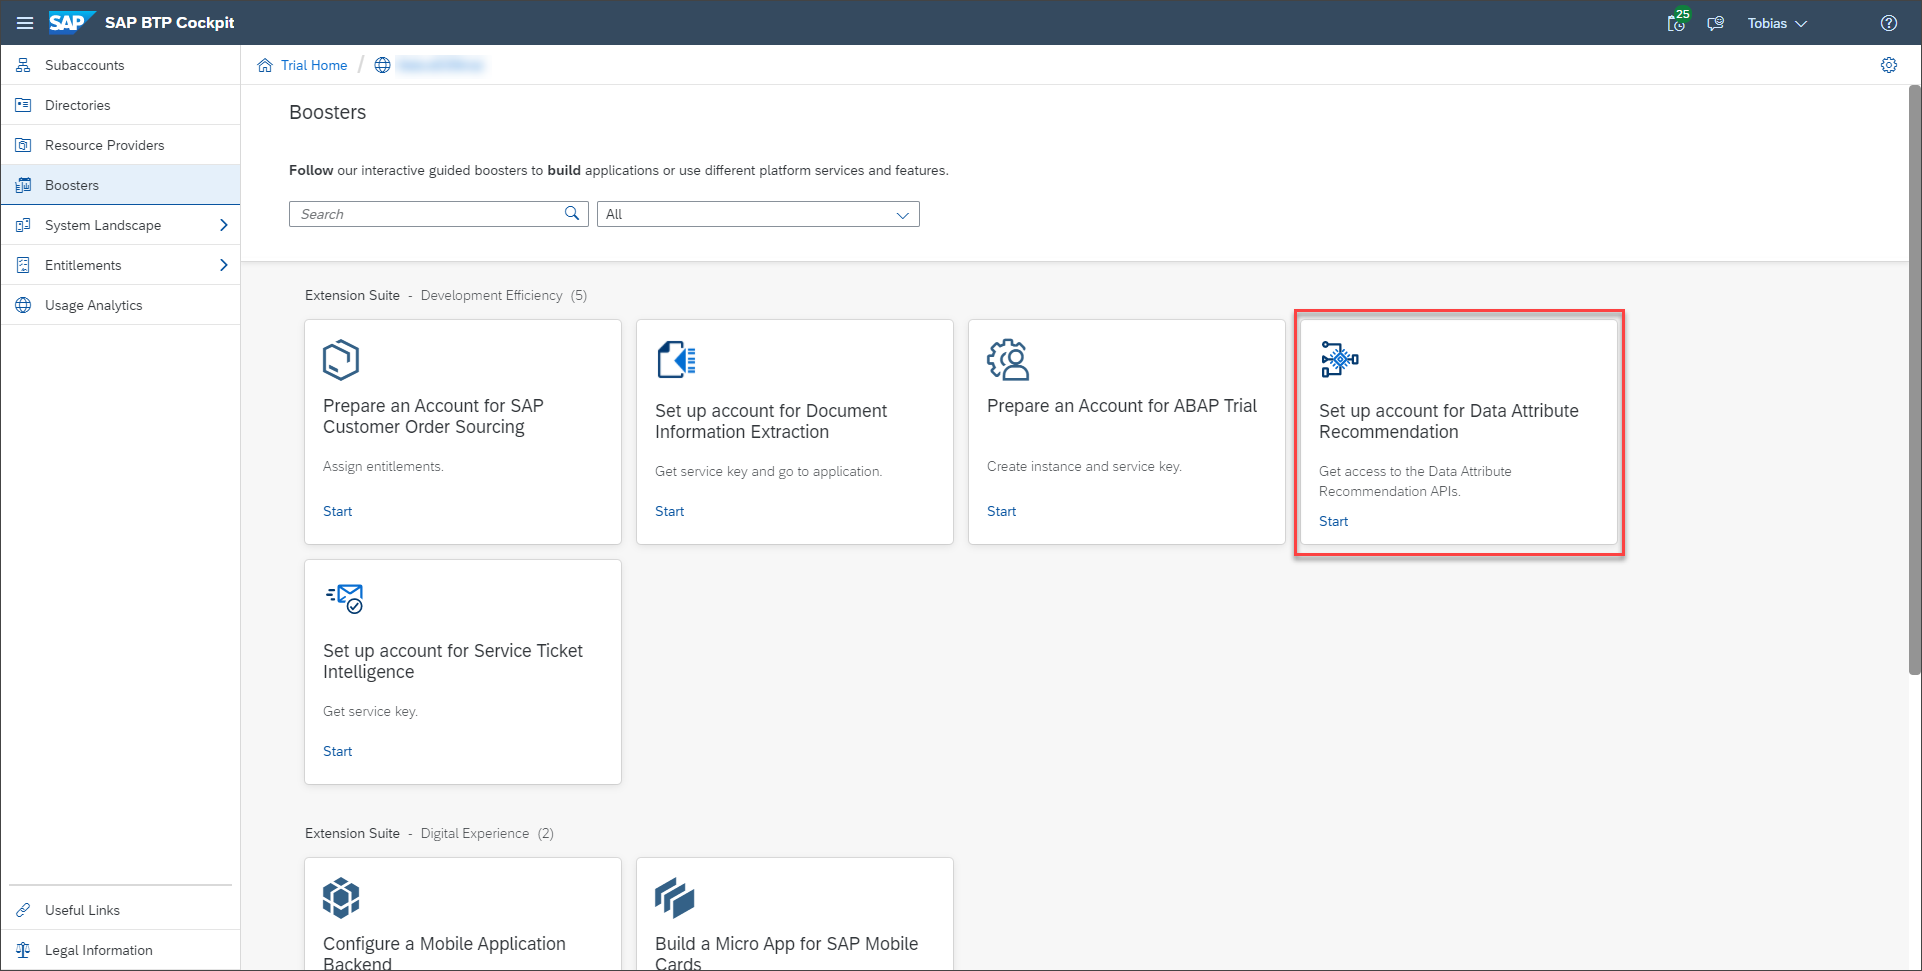 SAP SAP BTP Cockpit
25
Tobias
Subaccounts
Directories
Resource Providers
Boosters
System Landscape
Entitlements
Usage Analytics
Useful Links
Legal Information
Trial Home /
Boosters
Follow our interactive guided boosters to build applications or use different platform services and features.
Search
All
Extension Suite - Development Efficiency (5)
Prepare an Account for SAP
Customer Order Sourcing
Assign entitlements.
Start
Set up account for Document
Information Extraction
Get service key and go to application.
Start
Prepare an Account for ABAP Trial
Create instance and service key.
Start
Set up account for Data Attribute
Recommendation
Get access to the Data Attribute
Recommendation APIs.
Start
Set up account for Service Ticket
Intelligence
Get service key.
Start
Extension Suite - Digital Experience (2)
Configure a Mobile Application
Backend
Build a Micro App for SAP Mobile
Cards